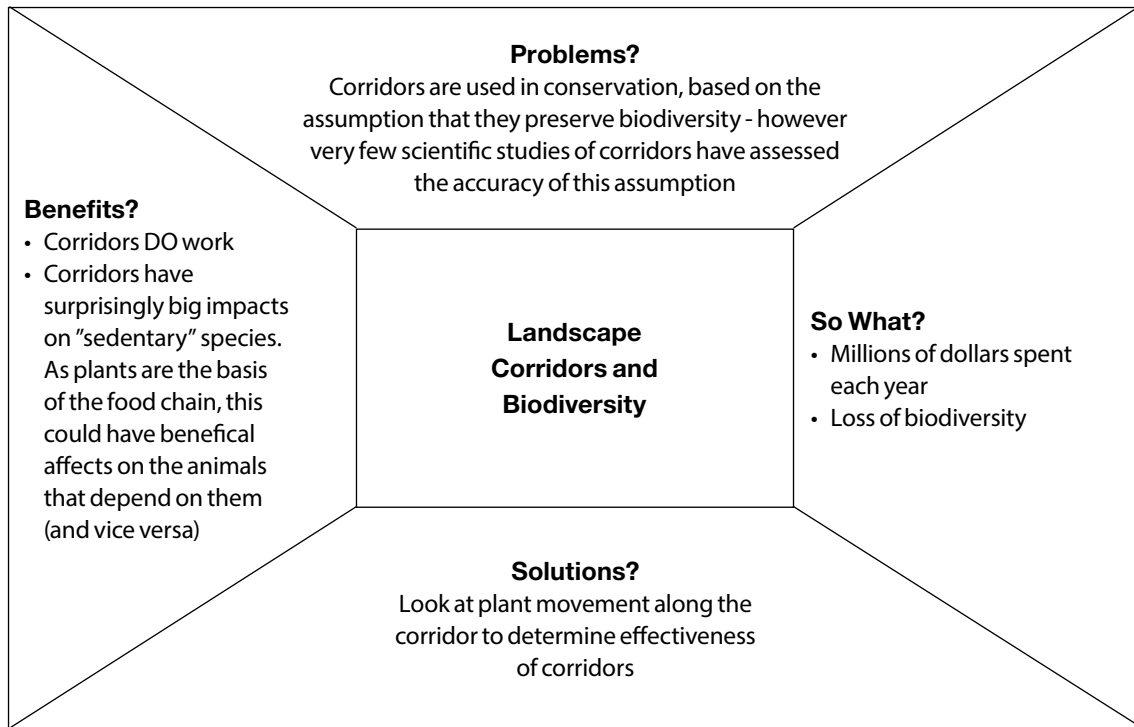 Problems?
Corridors are used in conservation, based on the
assumption that they preserve biodiversity - however
very few scientific studies of corridors have assessed
the accuracy of this assumption
Benefits?
• Corridors DO work
• Corridors have
surprisingly big impacts
on ”sedentary” species.
As plants are the basis
of the food chain, this
could have benefical
affects on the animals
that depend on them
(and vice versa)
Landscape
Corridors and
Biodiversity
So What?
• Millions of dollars spent
each year
• Loss of biodiversity
Solutions?
Look at plant movement along the
corridor to determine effectiveness
of corridors